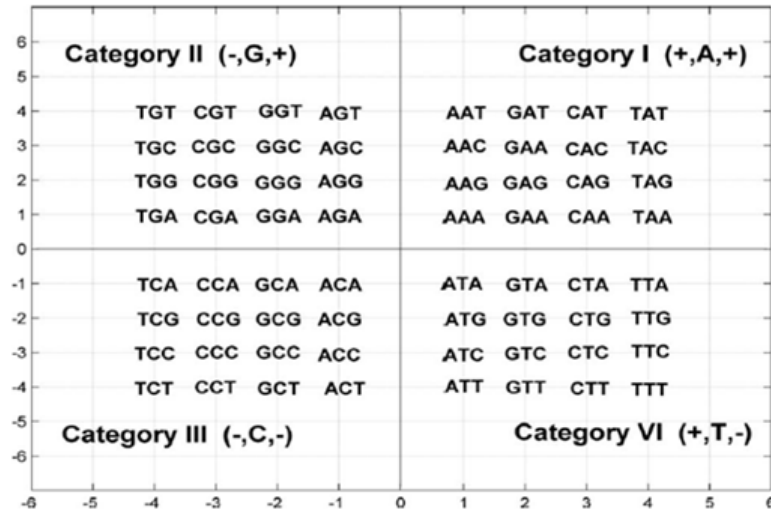 7
6
Category II (-,G,+) Category I (+,A,+)
5
4 TGT CGT GGT AGT AAT GAT CAT TAT
3 TGC CGC GGC AGC AAC GAA CAC TAC
2 TGG CGG GGG AGG AAG GAG CAG TAG
1 TGA CGA GGA AGA AAA GAA CAA TAA
0
-1 TCA CCA GCA ACA ATA GTA CTA TTA
-2 TCG CCG GCG ACG ATG GTG CTG TTG
-3 TCC CCC GCC ACC ATC GTC CTC TTC
-4 TCT CCT GCT ACT ATT GTT CTT TTT
-5
Category III (-,C,-) Category VI (+,T,-)
-6
-6 -5 -4 -3 -2 -1 0 1 2 3 4 5 6